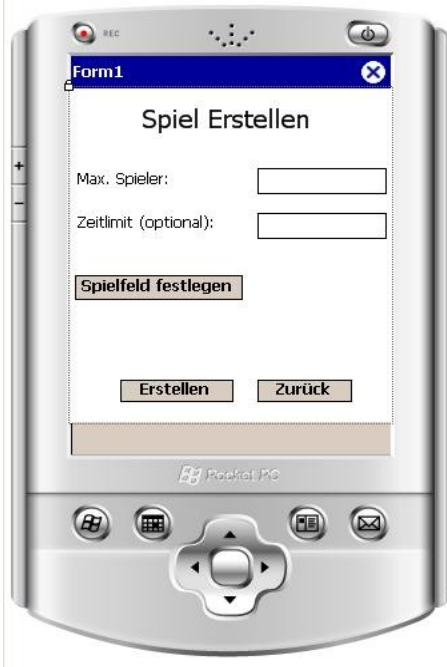 REC
Form1
Spiel Erstellen
Max. Spieler:
Zeitlimit (optional):
Spielfeld festlegen
Erstellen Zurück
Pocket PC